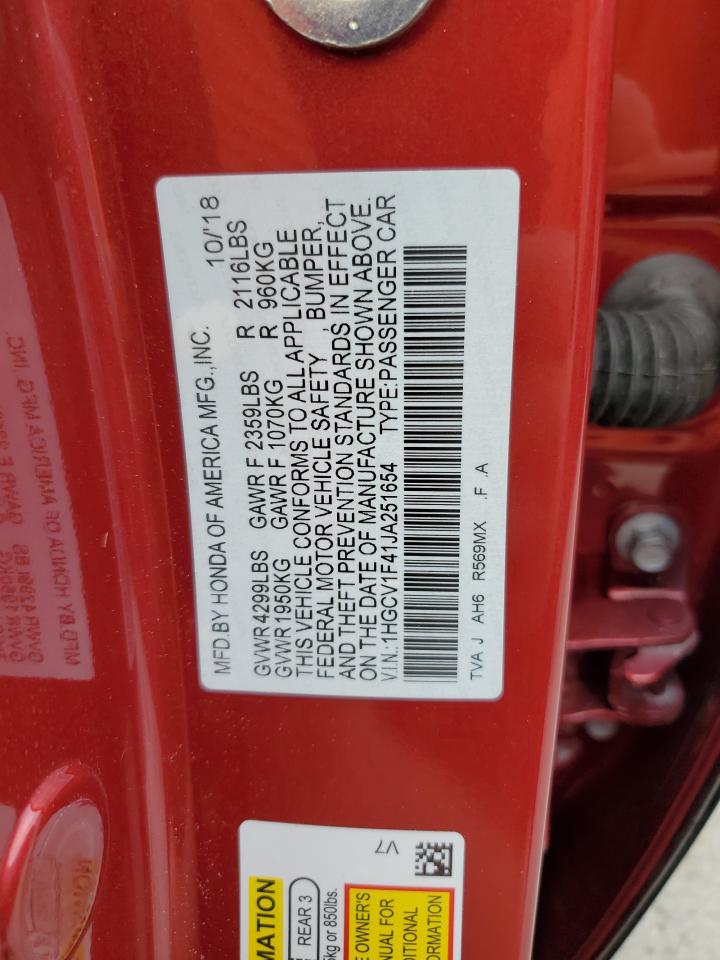 MFD.BY HONDA OF AMERICA MFG.,INC. 10/'18
GVWR 4299LBS GAWR F 2359LBS R 2116LBS
GVWR 1950KG GAWR F 1070KG R 960KG
THIS VEHICLE CONFORMS TO ALL APPLICABLE
FEDERAL MOTOR VEHICLE SAFETY , BUMPER,
AND THEFT PREVENTION STANDARDS IN EFFECT
ON THE DATE OF MANUFACTURE SHOWN ABOVE.
V.I.N.:1HGCV1F41JA251654 TYPE:PASSENGER CAR
TVA J AH6 R569MX .F .A
MATION
REAR 3
5kg or 850lbs.
E OWNER'S
NUAL FOR
DITIONAL
ORMATION